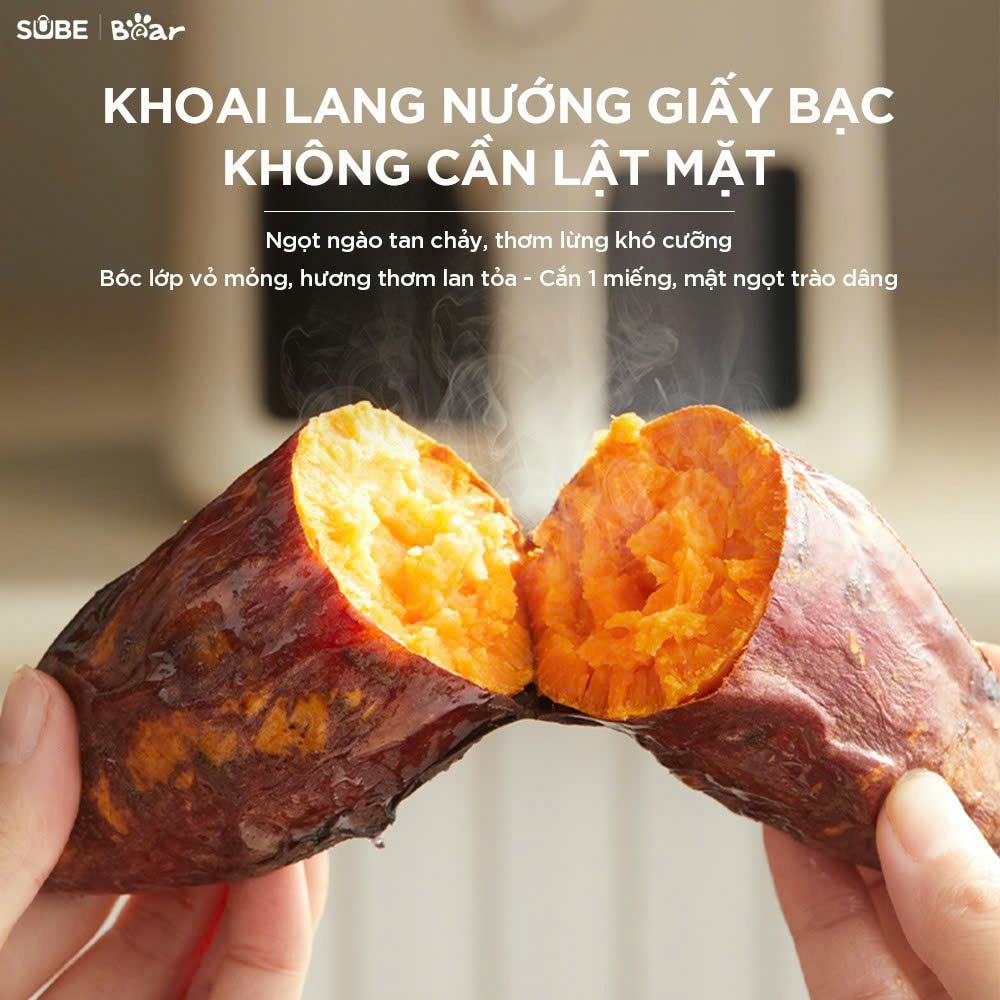 SUBE | Bear
KHOAI LANG NƯỚNG GIẤY BẠC
KHÔNG CẦN LẬT MẶT
Ngọt ngào tan chảy, thơm lừng khó cưỡng
Bóc lớp vỏ mỏng, hương thơm lan tỏa - Cắn 1 miếng, mật ngọt trào dâng